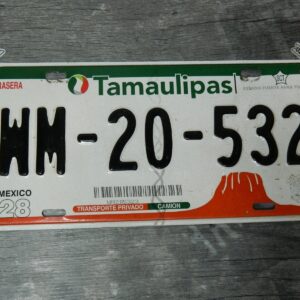 TRASERA Tamaulipas
WM-20-532
MEXICO
28
TRANSPORTE PRIVADO CAMION